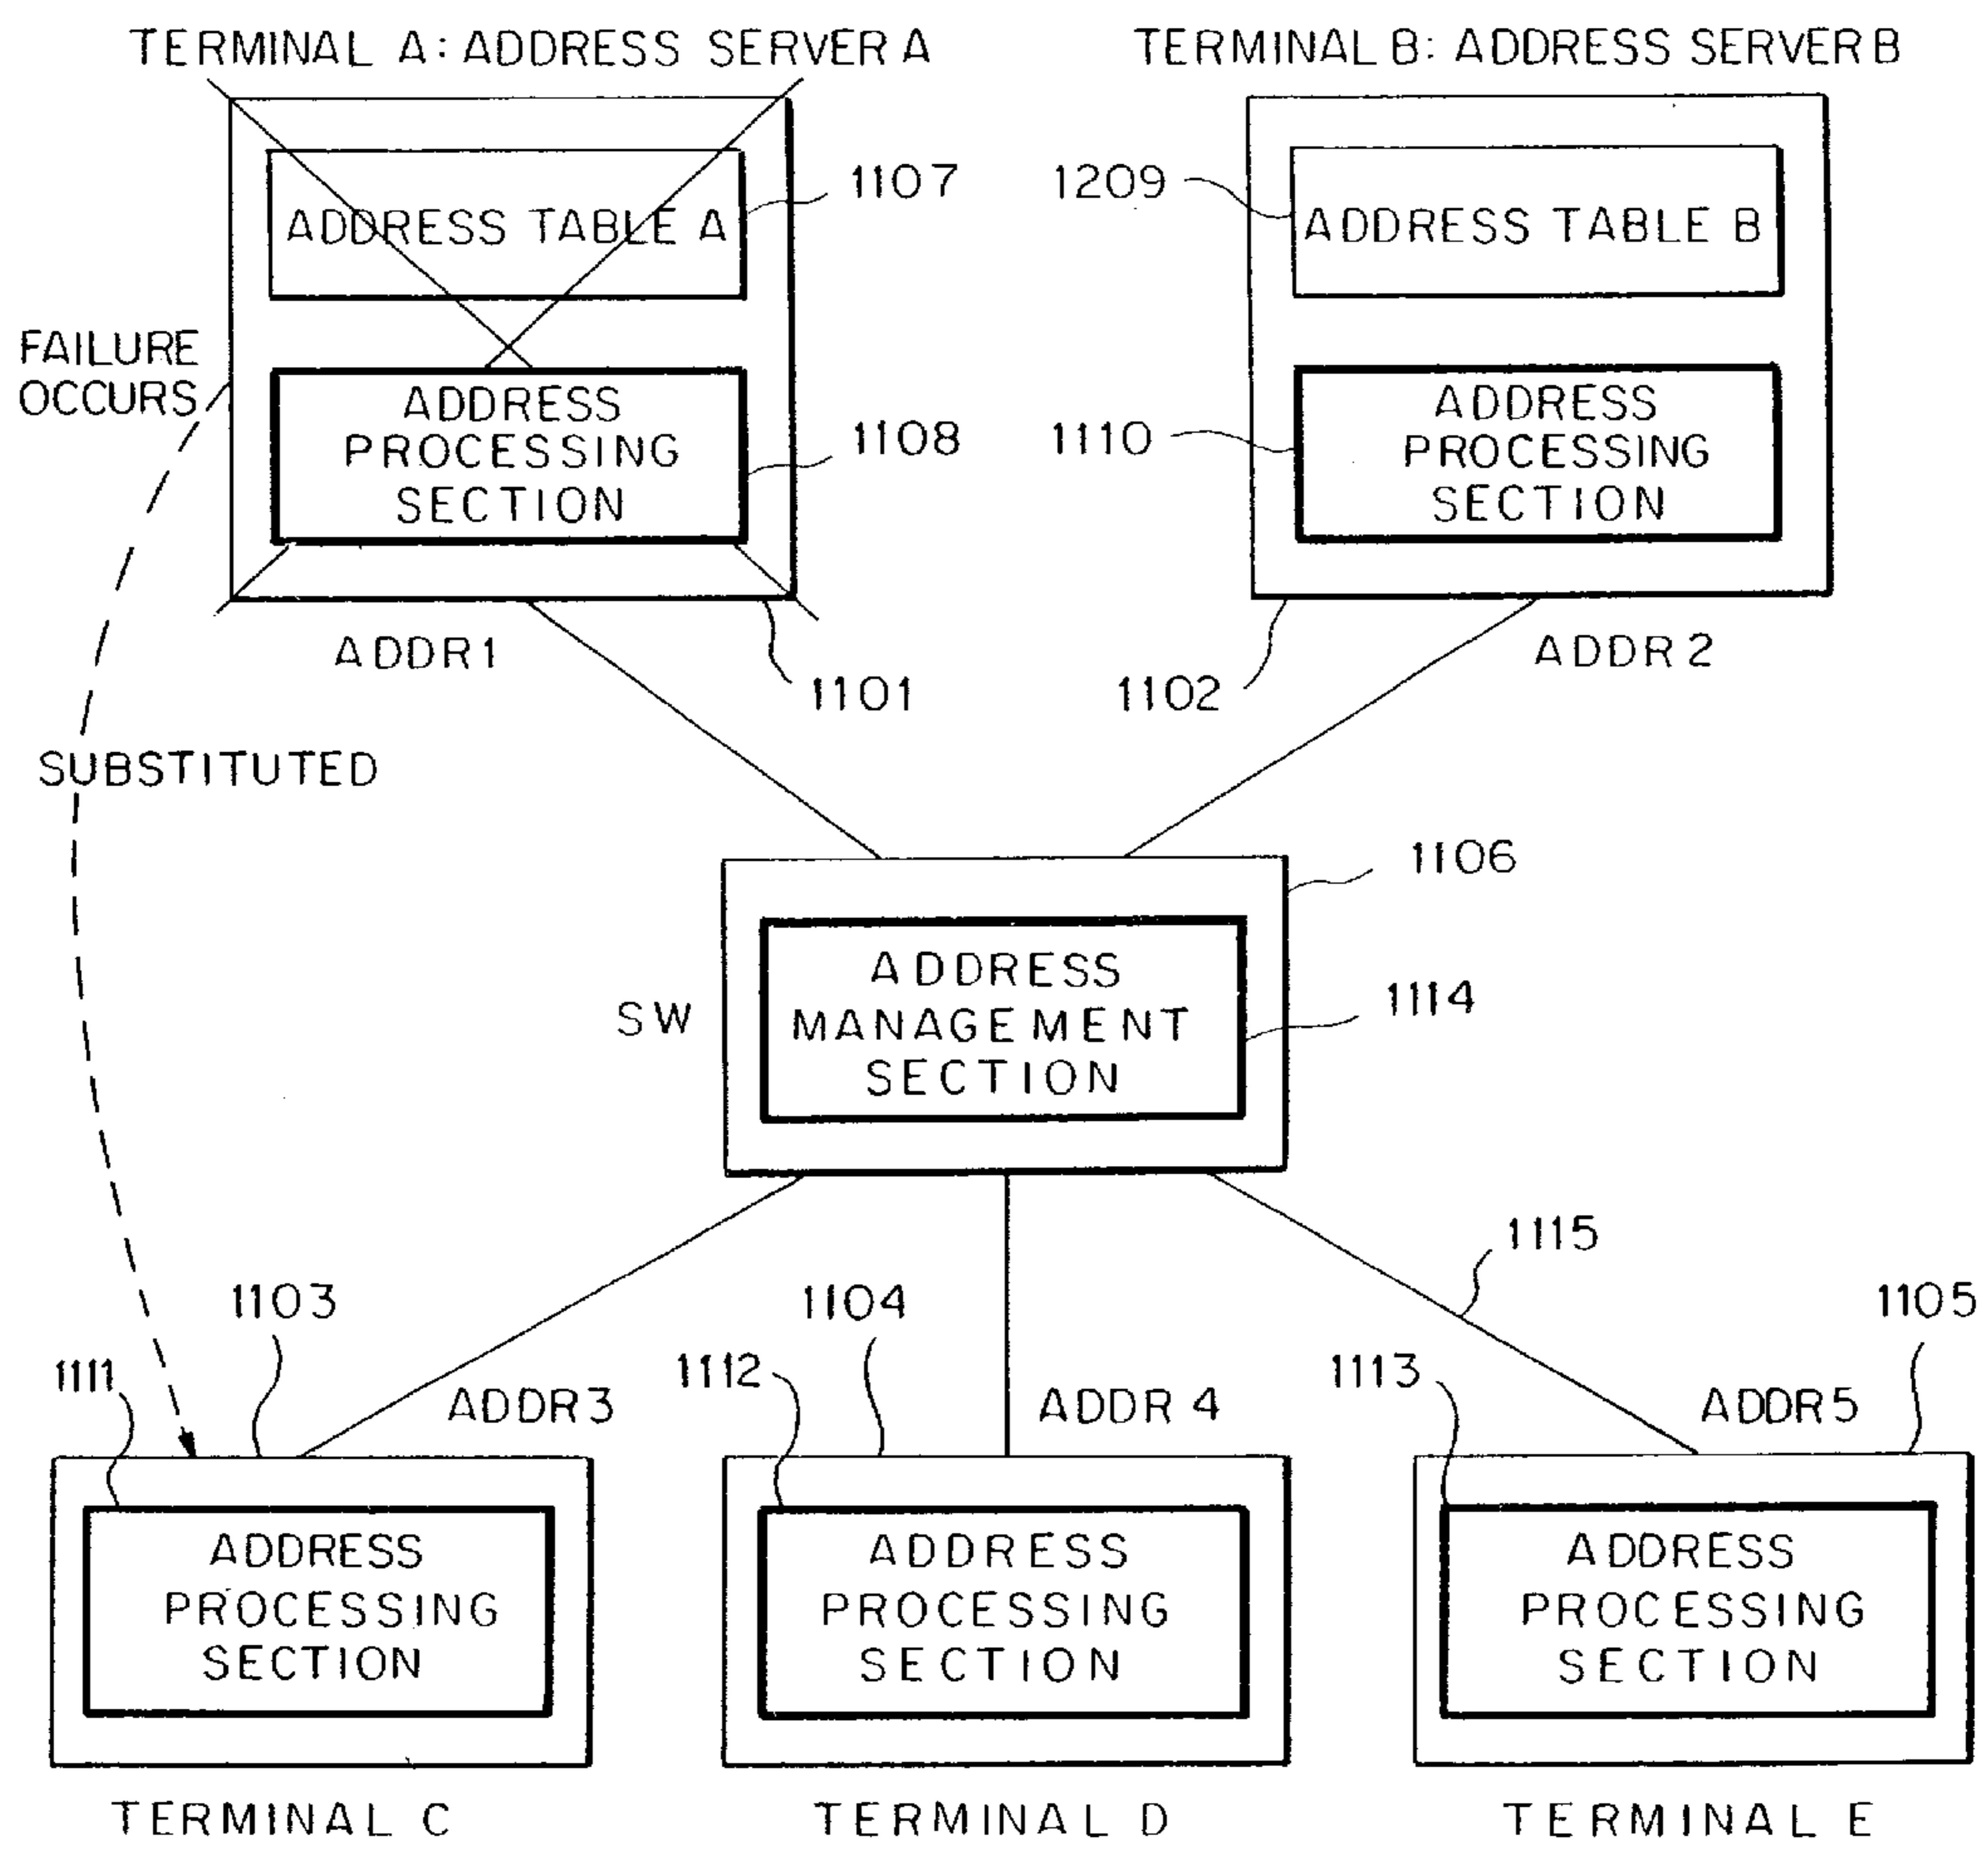 TERMINAL A: ADDRESS SERVER A
TERMINAL B: ADDRESS SERVER B
ADDRESS TABLE A
1107
1209
ADDRESS TABLE B
FAILURE
OCCURS
ADDRESS
PROCESSING
SECTION
1108
1110
ADDRESS
PROCESSING
SECTION
ADDR1
1101
1102
ADDR2
SUBSTITUTED
1106
SW
ADDRESS
MANAGEMENT
SECTION
1114
1115
1103
1104
1105
1111
ADDR3
1112
ADDR 4
1113
ADDR5
ADDRESS
PROCESSING
SECTION
ADDRESS
PROCESSING
SECTION
ADDRESS
PROCESSING
SECTION
TERMINAL C
TERMINAL D
TERMINAL E